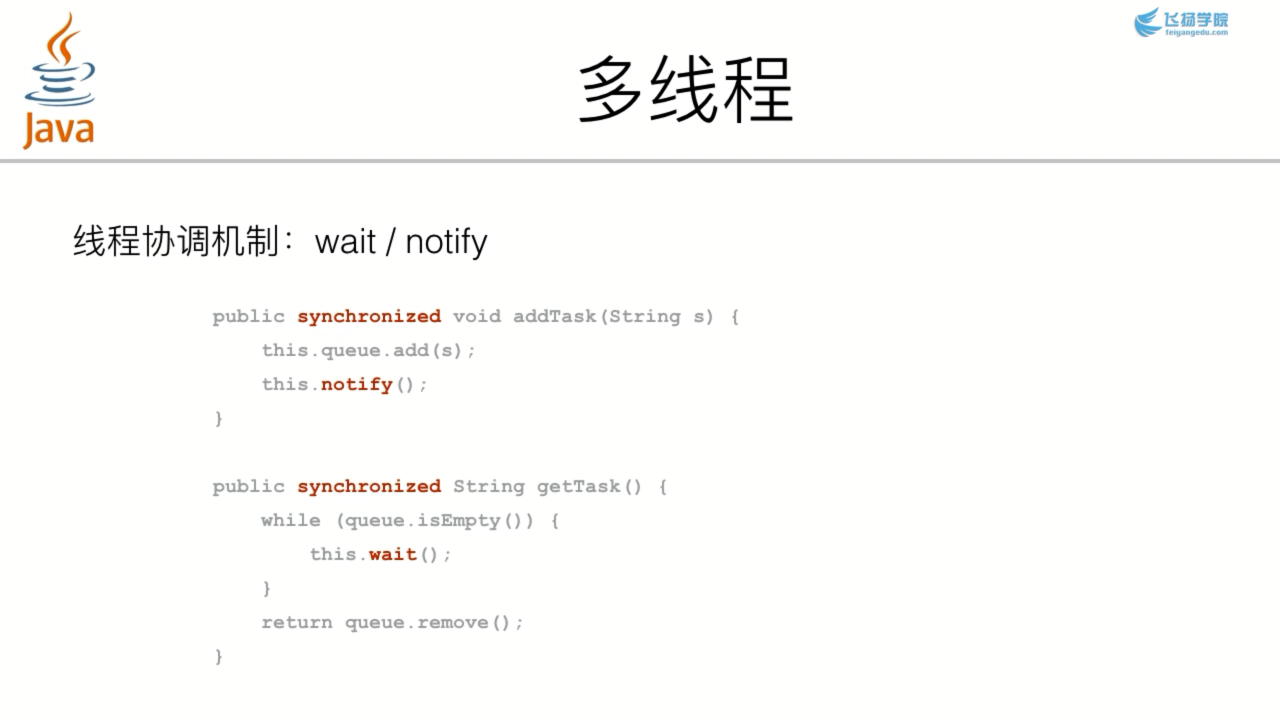 飞扬学院
feiyangedu.com
Java
多线程
线程协调机制：wait / notify
public synchronized void addTask(String s) {
    this.queue.add(s);
    this.notify();
}
public synchronized String getTask() {
    while (queue.isEmpty()) {
        this.wait();
    }
    return queue.remove();
}